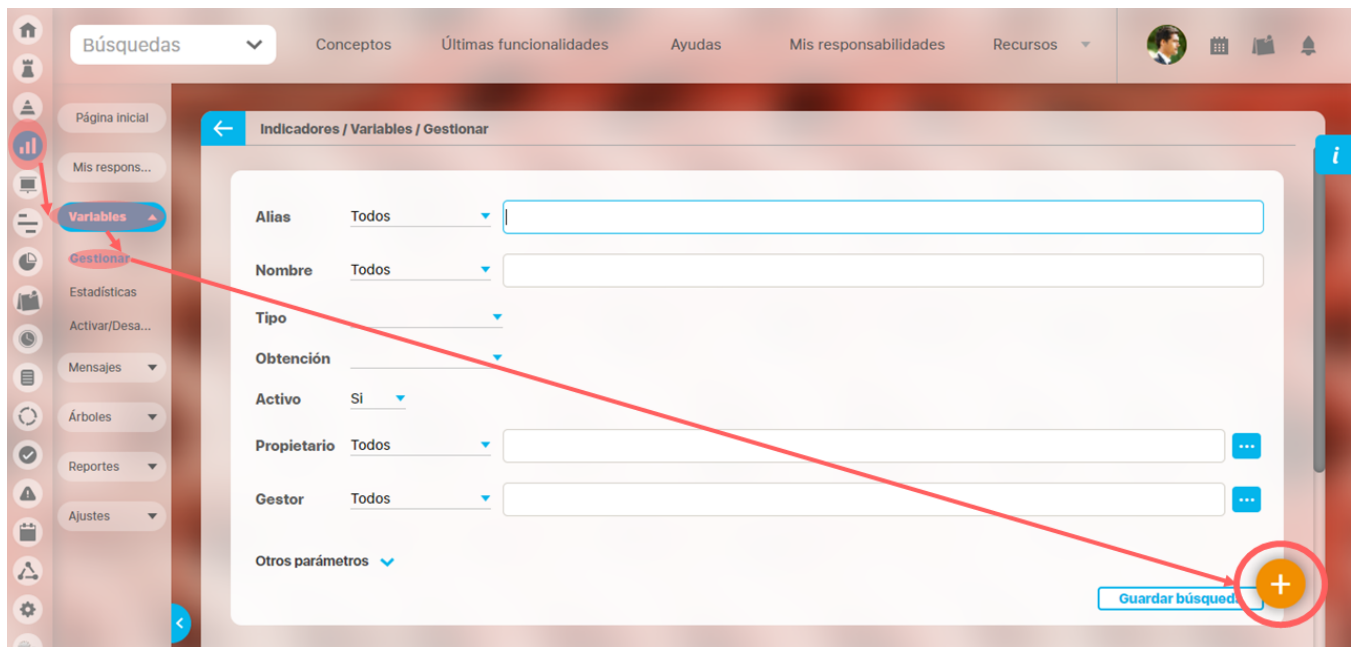 Búsquedas
Conceptos
Últimas funcionalidades
Ayudas
Mis responsabilidades
Recursos
Página inicial
Mis respons...
Variables
Gestionar
Estadísticas
Activar/Desa...
Mensajes
Árboles
Reportes
Ajustes
Indicadores / Variables / Gestionar
i
Alias Todos
Nombre Todos
Tipo
Obtención
Activo Si
Propietario Todos ...
Gestor Todos ...
Otros parámetros
Guardar búsqued
+